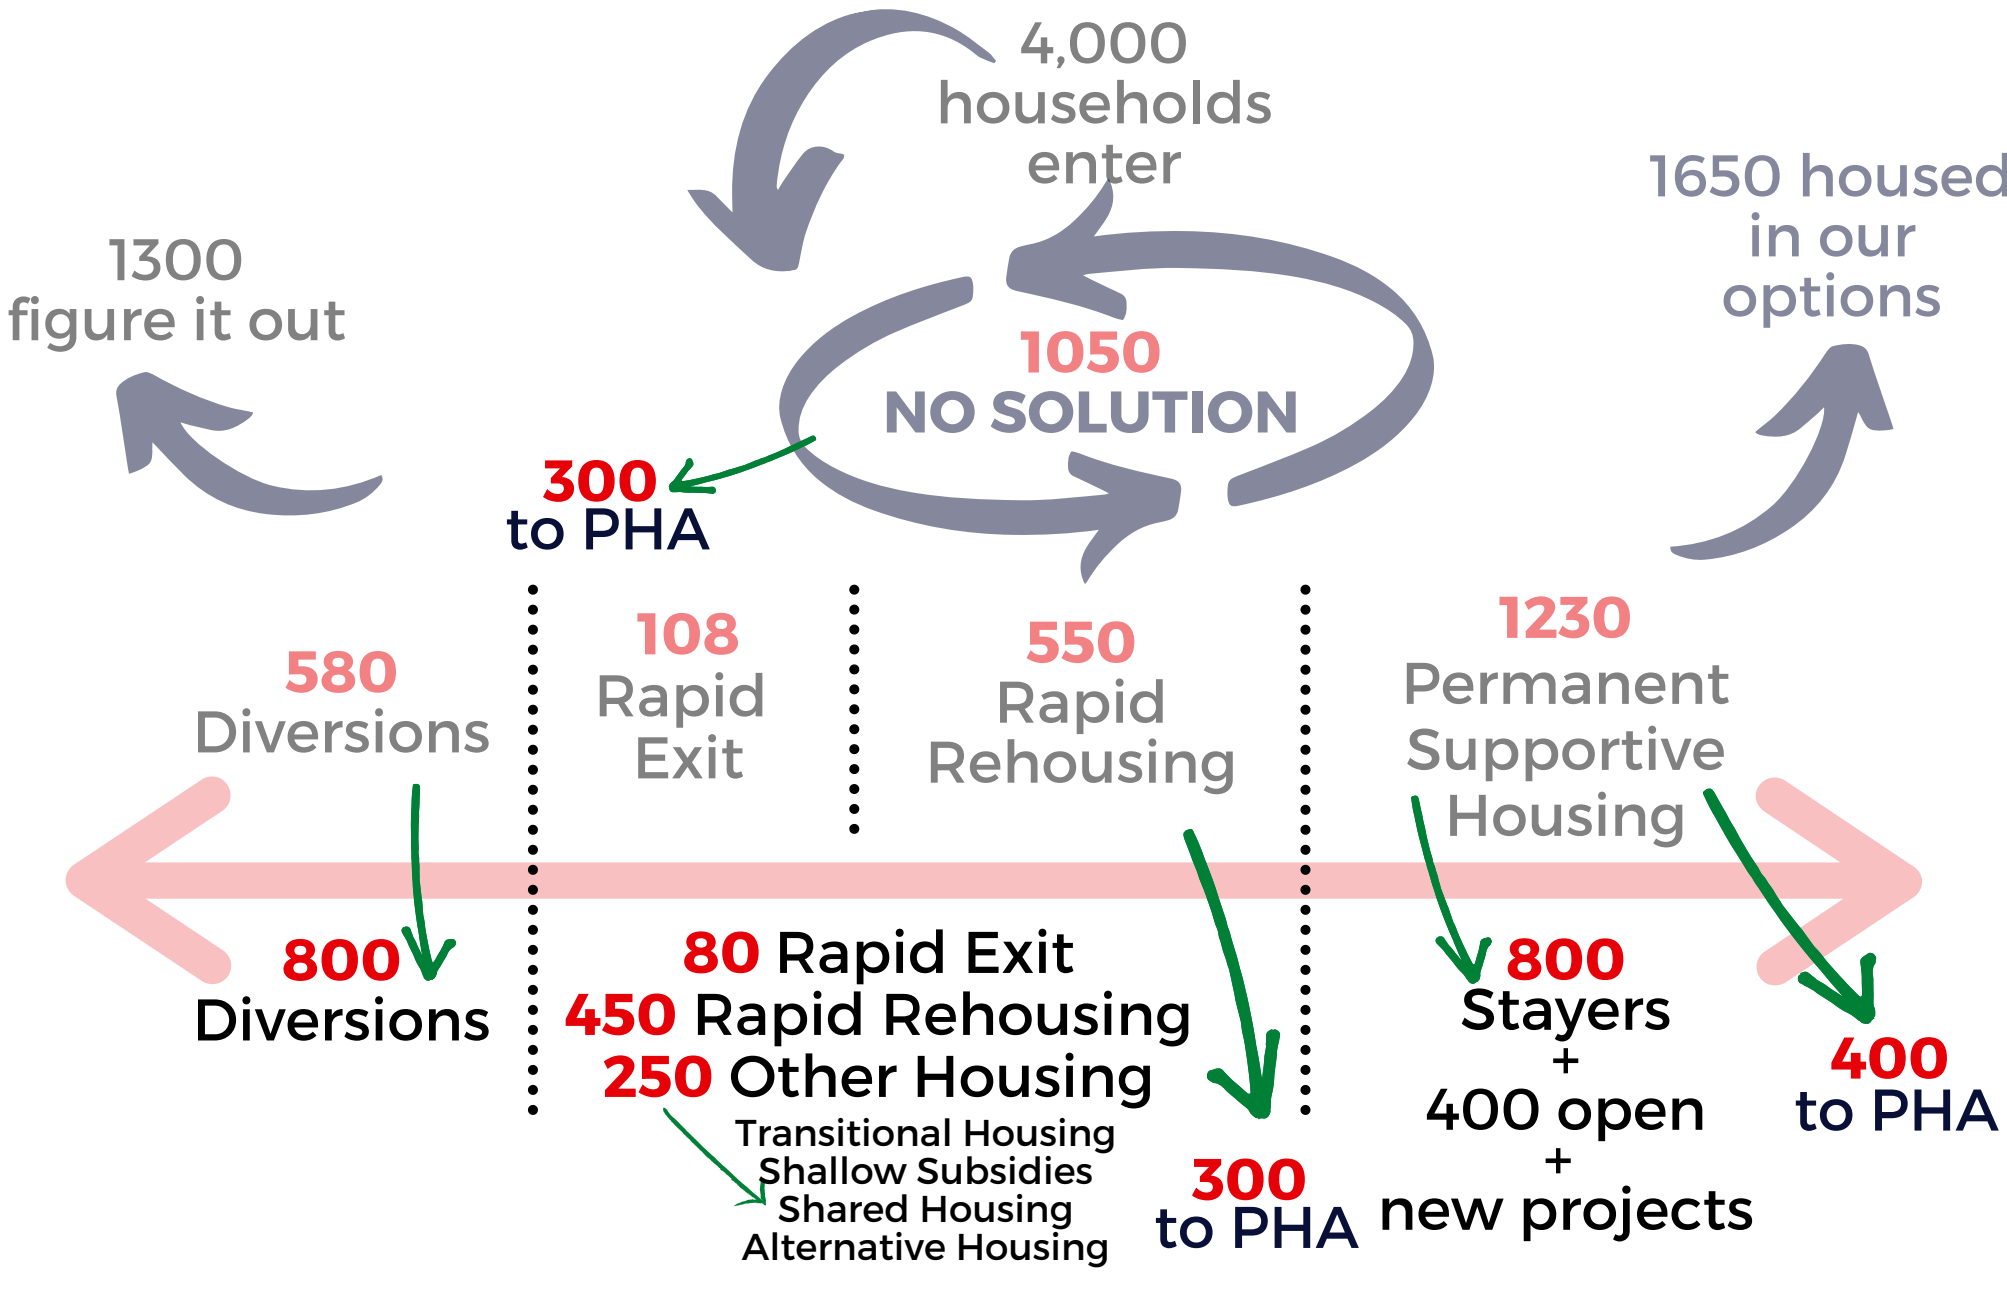 4,000
households
enter
1650 housed
in our
options
1300
figure it out
1050
NO SOLUTION
300
to PHA
580
Diversions
108
Rapid
Exit
550
Rapid
Rehousing
1230
Permanent
Supportive
Housing
800
Diversions
80 Rapid Exit
450 Rapid Rehousing
250 Other Housing
Transitional Housing
Shallow Subsidies
Shared Housing
Alternative Housing
300
to PHA
800
Stayers
+
400 open
+
new projects
400
to PHA